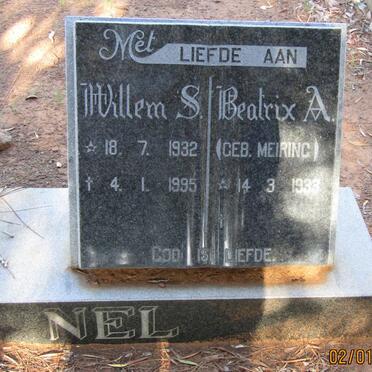 Met LIEFDE AAN
Willem S. Beatrix A.
☆ 18. 7. 1932 (GEB. MEIRING)
† 4. 1. 1995 ☆ 14. 3. 1933
GOD IS LIEFDE.
NEL
02/01